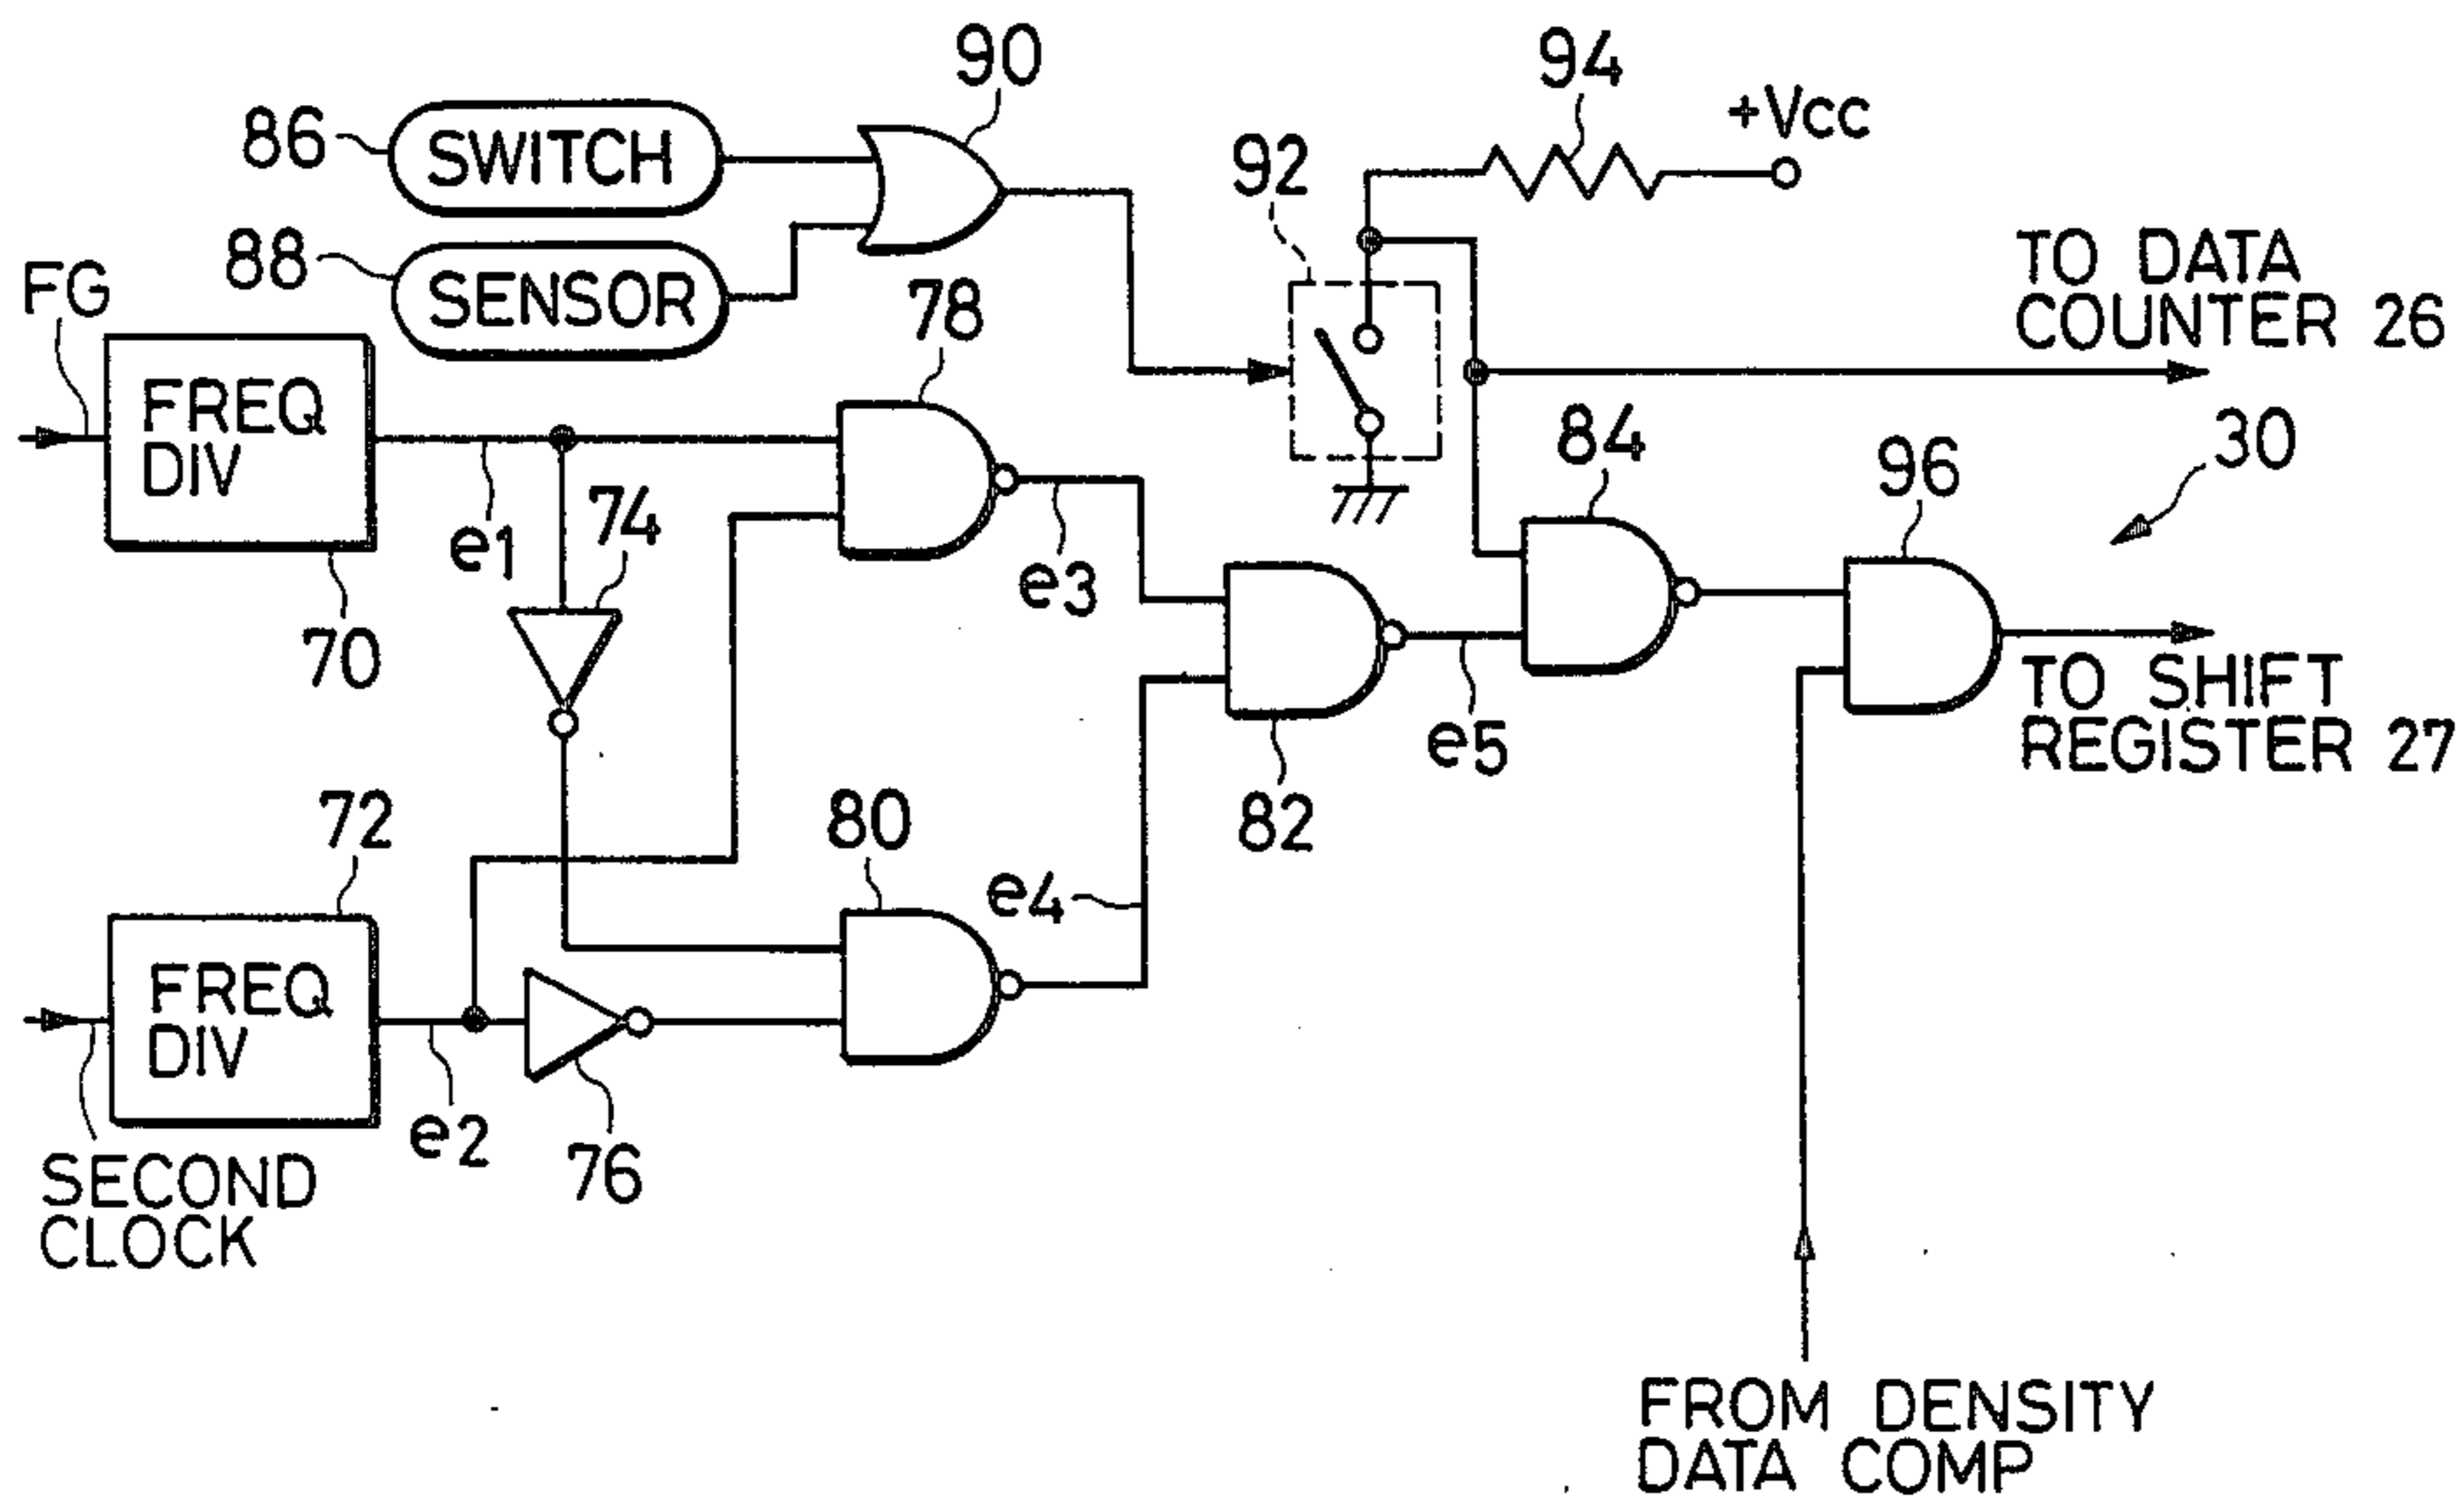 90
94
+Vcc
86
SWITCH
92
88
SENSOR
TO DATA
COUNTER 26
FG
78
FREQ
DIV
84
30
96
e1
74
e3
70
TO SHIFT
REGISTER 27
e5
72
80
82
e4
FREQ
DIV
e2
76
SECOND
CLOCK
FROM DENSITY
DATA COMP